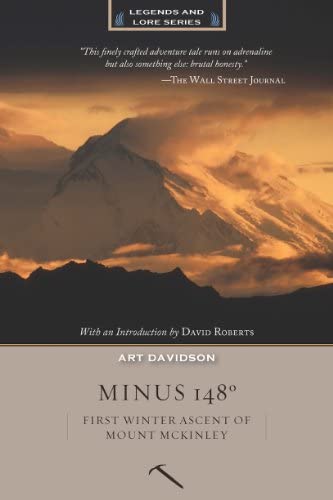 LEGENDS AND
LORE SERIES
"This finely crafted adventure tale runs on adrenaline
but also something else: brutal honesty."
—THE WALL STREET JOURNAL
With an Introduction by DAVID ROBERTS
ART DAVIDSON
MINUS 148°
FIRST WINTER ASCENT OF
MOUNT MCKINLEY